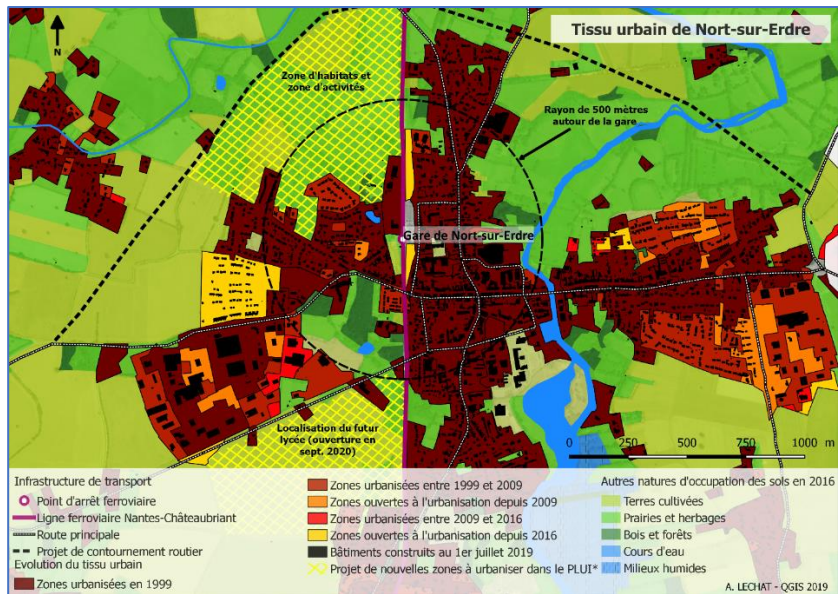 Tissu urbain de Nort-sur-Erdre
N
Zone d'habitats et
zone d'activités
Rayon de 500 mètres
autour de la gare
Gare de Nort-sur-Erdre
Localisation du futur
lycée (ouverture en
sept. 2020)
0 250 500 750 1000 m
Infrastructure de transport
Point d'arrêt ferroviaire
Ligne ferroviaire Nantes-Châteaubriant
Route principale
Projet de contournement routier
Evolution du tissu urbain
Zones urbanisées en 1999
Zones urbanisées entre 1999 et 2009
Zones ouvertes à l'urbanisation depuis 2009
Zones urbanisées entre 2009 et 2016
Zones ouvertes à l'urbanisation depuis 2016
Bâtiments construits au 1er juillet 2019
Projet de nouvelles zones à urbaniser dans le PLUI*
Autres natures d'occupation des sols en 2016
Terres cultivées
Prairies et herbages
Bois et forêts
Cours d'eau
Milieux humides
A. LECHAT - QGIS 2019